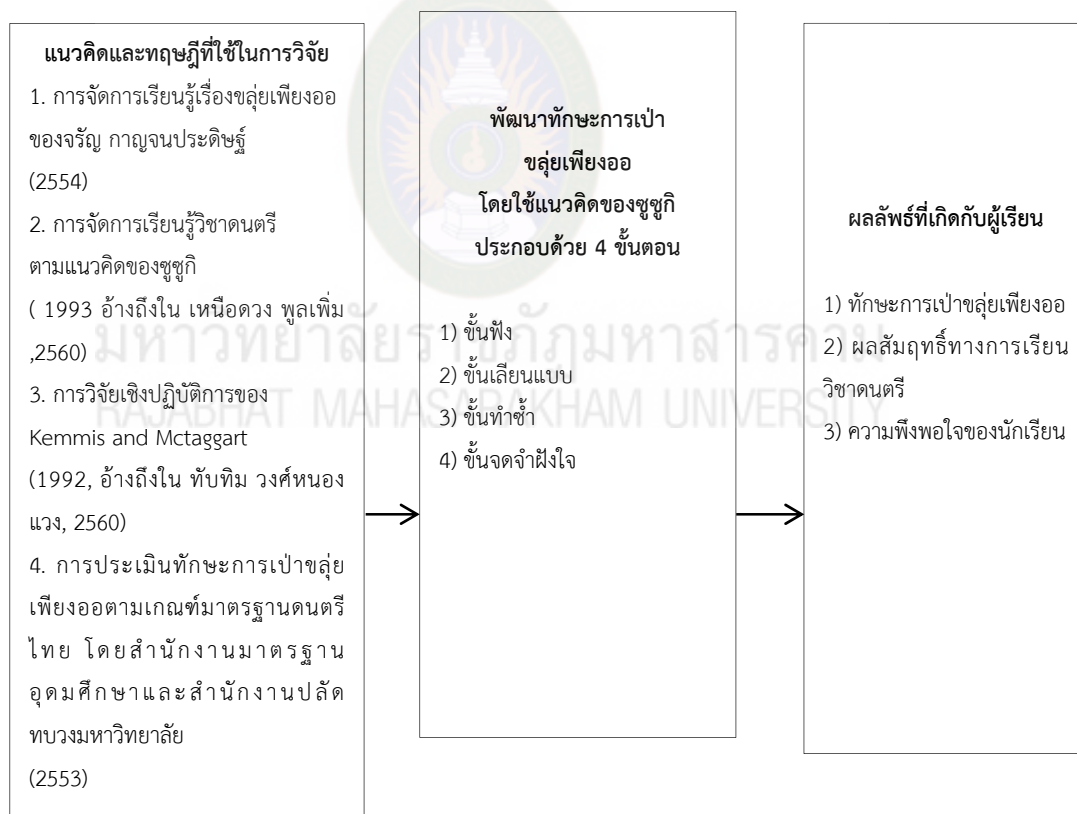 แนวคิดและทฤษฎีที่ใช้ในการวิจัย
1. การจัดการเรียนรู้เรื่องขลุ่ยเพียงออ
ของจรัญ กาญจนประดิษฐ์
(2554)
2. การจัดการเรียนรู้วิชาดนตรี
ตามแนวคิดของซูซูกิ
( 1993 อ้างถึงใน เหนือดวง พูลเพิ่ม
,2560)
3. การวิจัยเชิงปฏิบัติการของ
Kemmis and Mctaggart
(1992, อ้างถึงใน ทับทิม วงศ์หนอง
แวง, 2560)
4. การประเมินทักษะการเป่าขลุ่ย
เพียงออตามเกณฑ์มาตรฐานดนตรี
ไทย โดยสำนักงานมาตรฐาน
อุดมศึกษาและสำนักงานปลัด
ทบวงมหาวิทยาลัย
(2553)
พัฒนาทักษะการเป่า
ขลุ่ยเพียงออ
โดยใช้แนวคิดของซูซูกิ
ประกอบด้วย 4 ขั้นตอน
1) ขั้นฟัง
2) ขั้นเลียนแบบ
3) ขั้นทำซ้ำ
4) ขั้นจดจำฝังใจ
ผลลัพธ์ที่เกิดกับผู้เรียน
1) ทักษะการเป่าขลุ่ยเพียงออ
2) ผลสัมฤทธิ์ทางการเรียน
วิชาดนตรี
3) ความพึงพอใจของนักเรียน
มหาวิทยาลัยราชภัฏมหาสารคาม
RAJABHAT MAHASARAKHAM UNIVERSITY